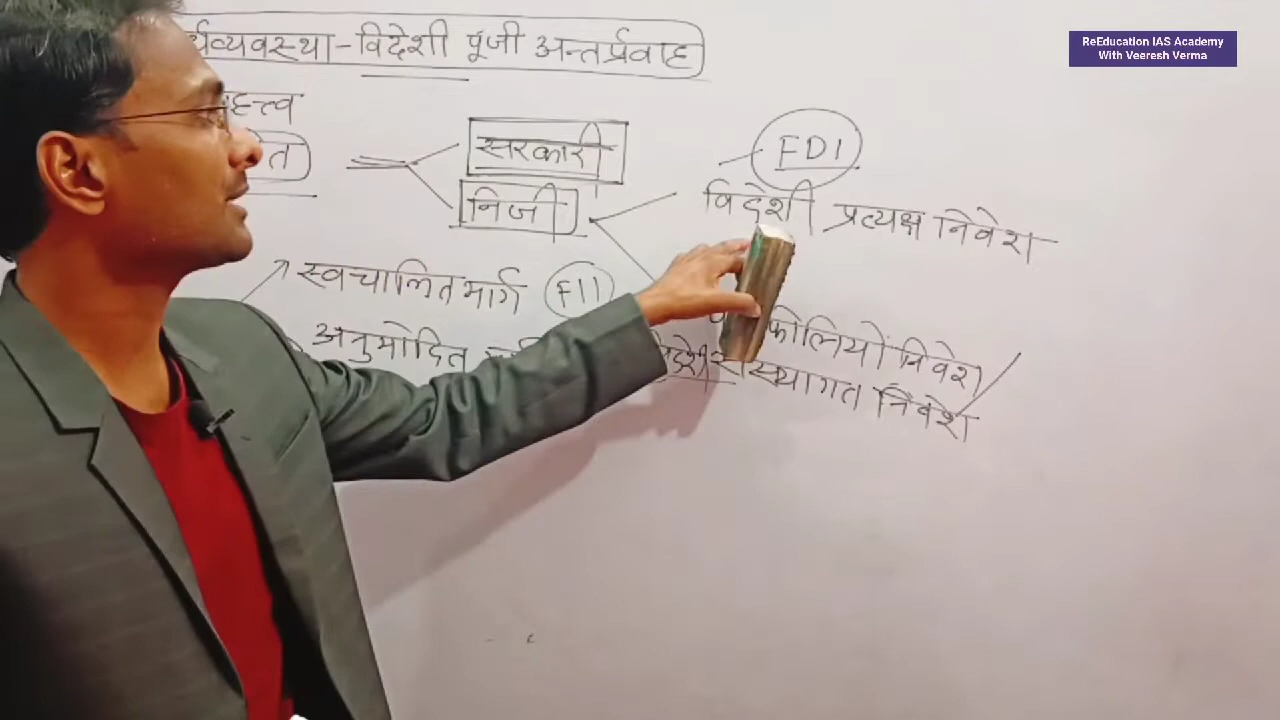 ReEducation IAS Academy
With Veeresh Verma
र्थव्यवस्था-विदेशी पूंजी अन्तर्प्रवाह
हत्त्व
सरकारी
निजी
FDI
विदेशी प्रत्यक्ष निवेश
स्वचालित मार्ग
FII
अनुमोदित
फोलियों निवेश/
संस्थागत निवेश